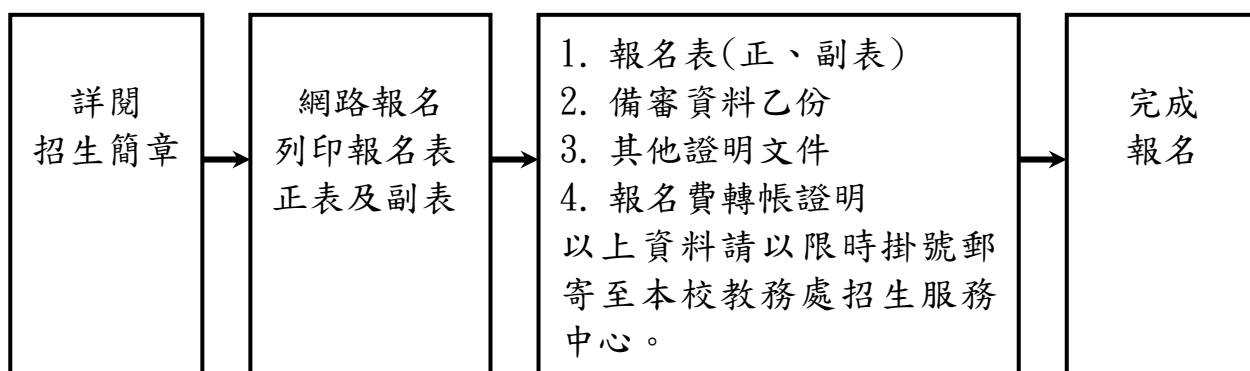 詳閱
招生簡章
網路報名
列印報名表
正表及副表
1. 報名表(正、副表)
2. 備審資料乙份
3. 其他證明文件
4. 報名費轉帳證明
以上資料請以限時掛號郵
寄至本校教務處招生服務
中心。
完成
報名